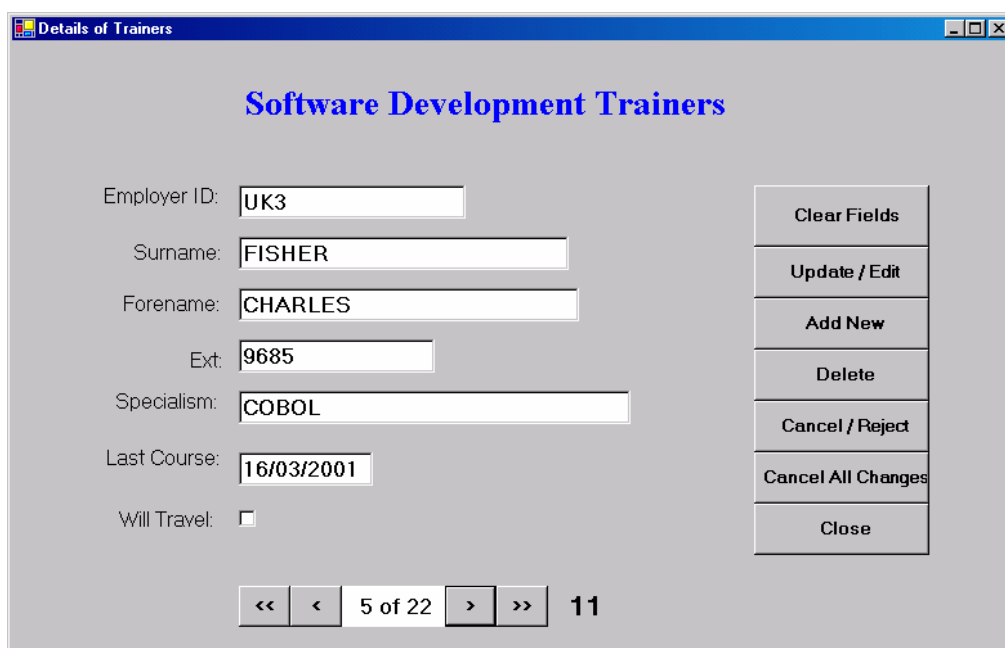 Details of Trainers
Software Development Trainers
Employer ID: UK3
Surname: FISHER
Forename: CHARLES
Ext: 9685
Specialism: COBOL
Last Course: 16/03/2001
Will Travel:
Clear Fields
Update / Edit
Add New
Delete
Cancel / Reject
Cancel All Changes
Close
<< < 5 of 22 > >> 11